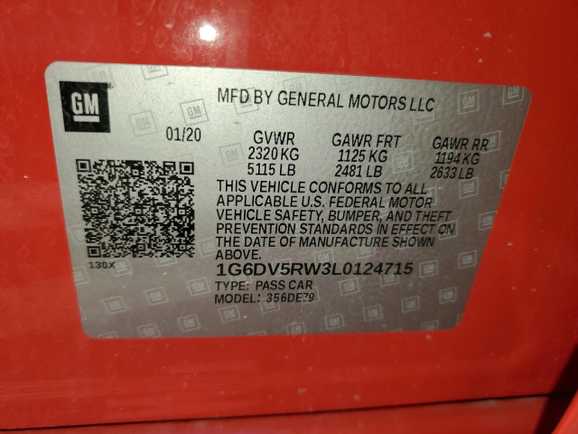 GM
MFD BY GENERAL MOTORS LLC
01/20 GVWR GAWR FRT GAWR RR
2320 KG 1125 KG 1194 KG
5115 LB 2481 LB 2633 LB
THIS VEHICLE CONFORMS TO ALL
APPLICABLE U.S. FEDERAL MOTOR
VEHICLE SAFETY, BUMPER, AND THEFT
PREVENTION STANDARDS IN EFFECT ON
THE DATE OF MANUFACTURE SHOWN
ABOVE.
130X
1G6DV5RW3L0124715
TYPE: PASS CAR
MODEL: 356DE79